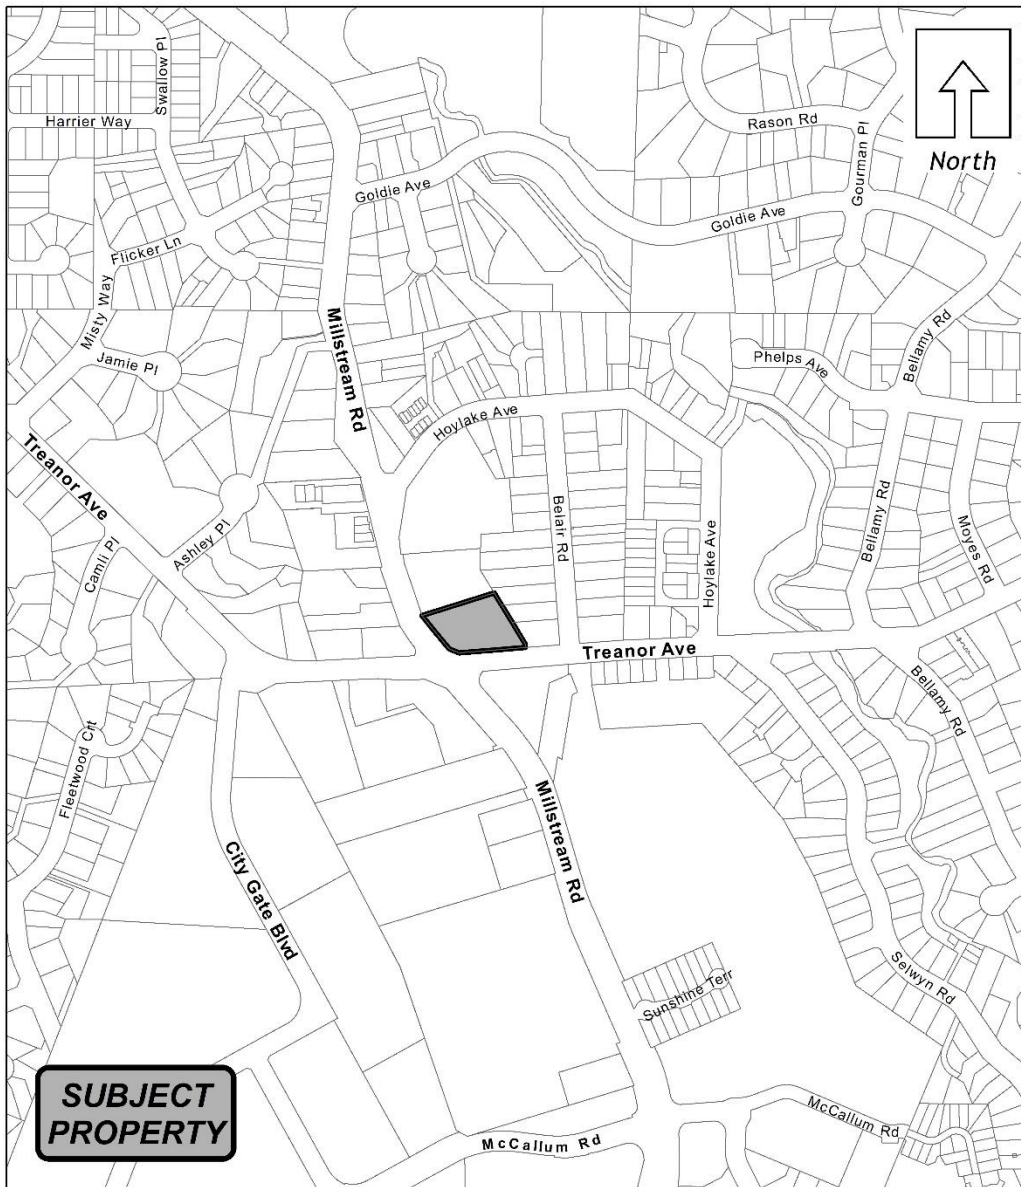 Swallow Pl
Harrier Way
Rason Rd
Gourman Pl
North
Goldie Ave
Goldie Ave
Flicker Ln
Misty Way
Jamie Pl
Millstream Rd
Bellamy Rd
Phelps Ave
Hoylake Ave
Treanor Ave
Belair Rd
Ashley Pl
Camli Pl
Hoylake Ave
Bellamy Rd
Moyes Rd
Treanor Ave
Bellamy Rd
Fleetwood Crt
Millstream Rd
City Gate Blvd
Selwyn Rd
Sunshine Terr
SUBJECT
PROPERTY
McCallum Rd
McCallum Rd